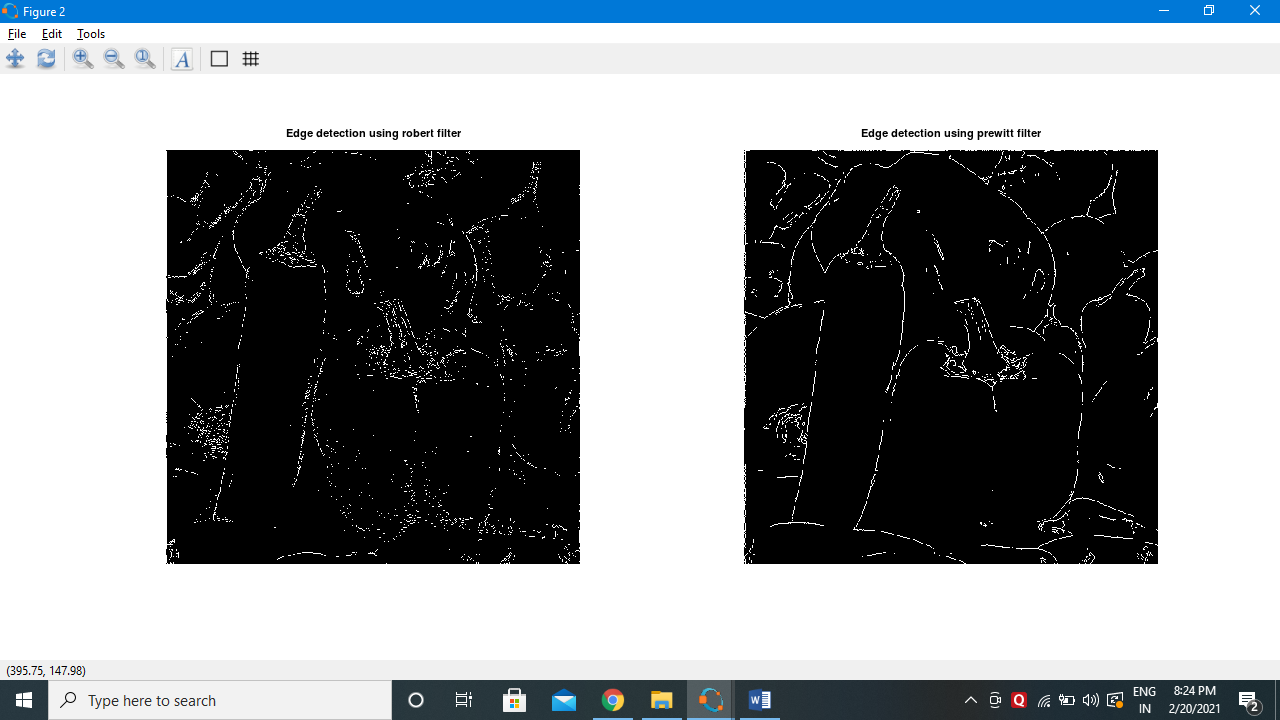 Figure 2
File Edit Tools
1 A
Edge detection using robert filter
Edge detection using prewitt filter
(395.75, 147.98)
Type here to search
Q
W
ENG
IN
8:24 PM
2/20/2021
2